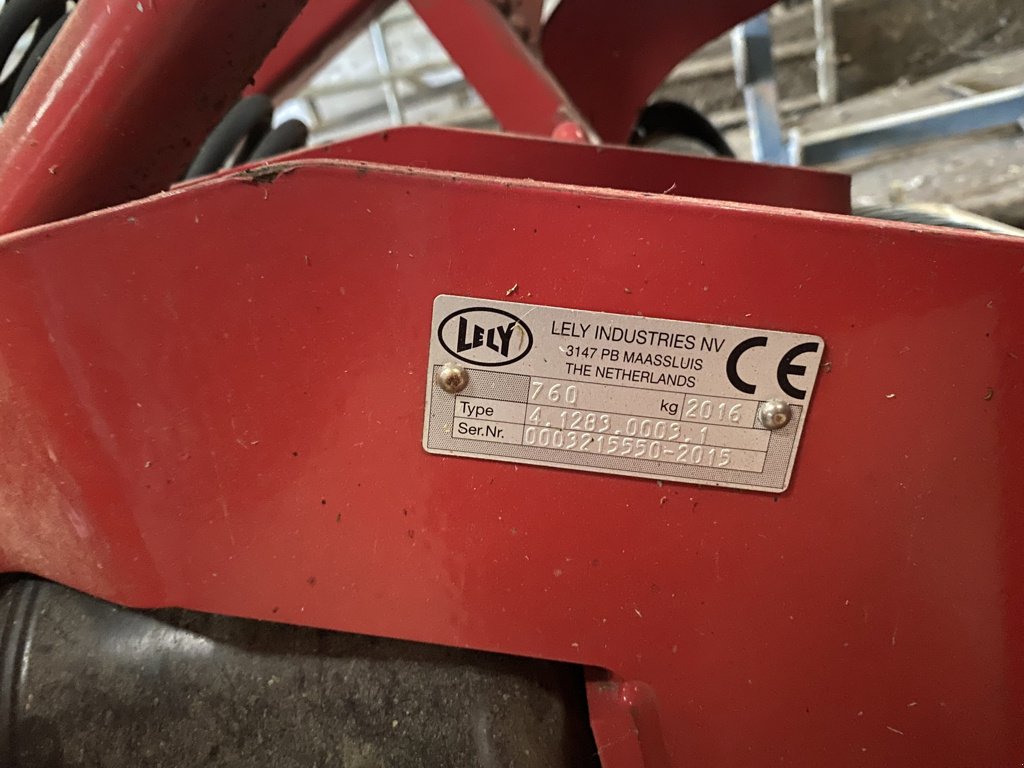 LELY
LELY INDUSTRIES NV
3147 PB MAASSLUIS
THE NETHERLANDS
CE
760 kg 2016
Type 4.1283.0003.1
Ser.Nr. 0003215550-2015